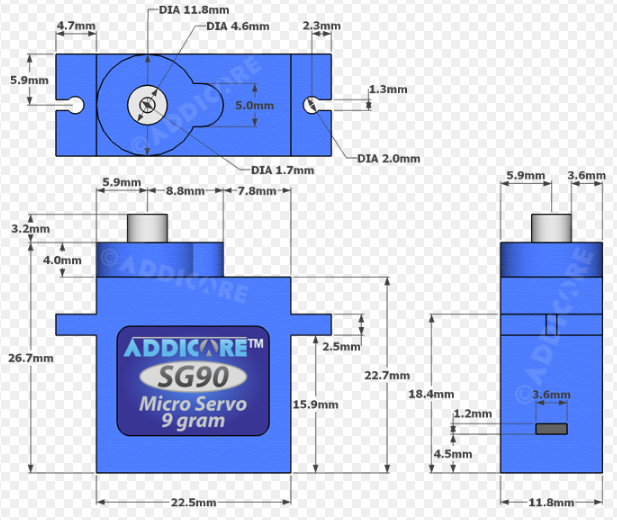 DIA 11.8mm
4.7mm
DIA 4.6mm
2.3mm
5.9mm
1.3mm
5.0mm
© ADDICORE
DIA 2.0mm
DIA 1.7mm
5.9mm
8.8mm
7.8mm
5.9mm
3.6mm
3.2mm
4.0mm
© ADDICORE
26.7mm
ADDICORE™
SG90
Micro Servo
9 gram
2.5mm
22.7mm
15.9mm
18.4mm
© ADDICORE
3.6mm
1.2mm
4.5mm
22.5mm
11.8mm